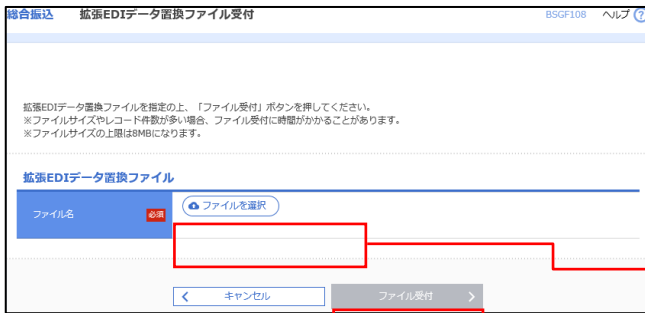 総合振込 拡張EDIデータ置換ファイル受付 BSGF108 ヘルプ ?
拡張EDIデータ置換ファイルを指定の上、「ファイル受付」ボタンを押してください。
※ファイルサイズやレコード件数が多い場合、ファイル受付に時間がかかることがあります。
※ファイルサイズの上限は8MBになります。
拡張EDIデータ置換ファイル
ファイル名 必須 ファイルを選択
キャンセル ファイル受付